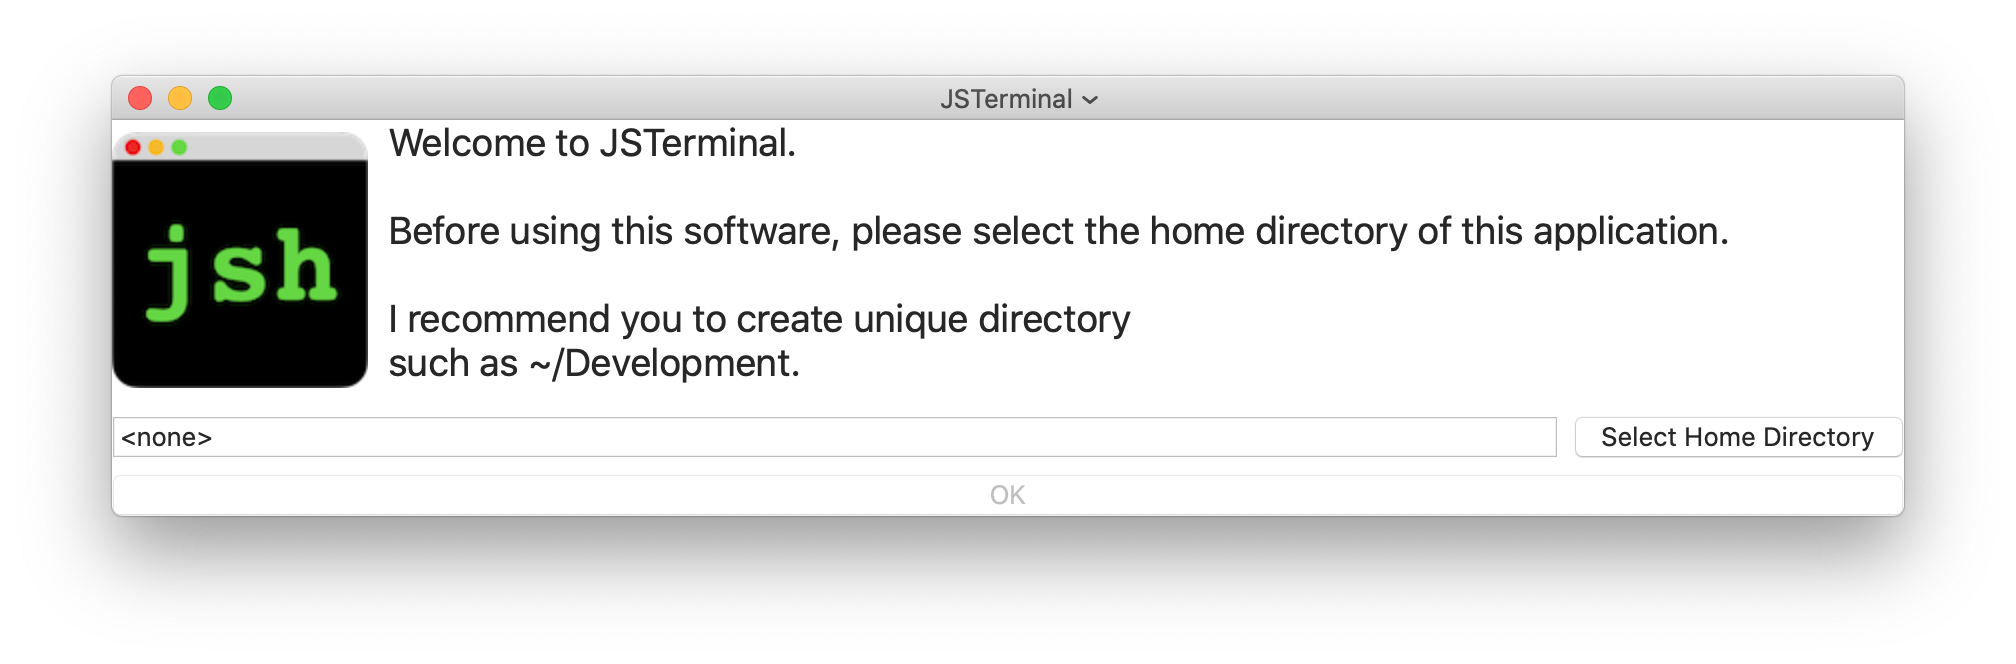 JSTerminal
jsh
Welcome to JSTerminal.
Before using this software, please select the home directory of this application.
I recommend you to create unique directory
such as ~/Development.
<none>
Select Home Directory
OK